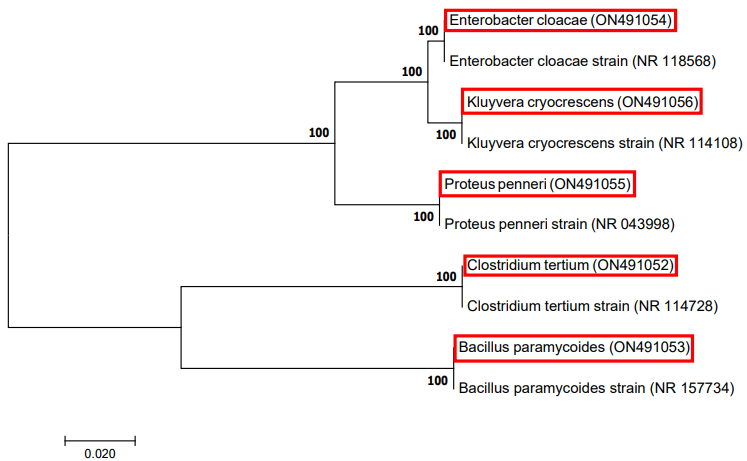 100
Enterobacter cloacae (ON491054)
Enterobacter cloacae strain (NR 118568)
100
Kluyvera cryocrescens (ON491056)
100
Kluyvera cryocrescens strain (NR 114108)
100
Proteus penneri (ON491055)
100
Proteus penneri strain (NR 043998)
Clostridium tertium (ON491052)
100
Clostridium tertium strain (NR 114728)
Bacillus paramycoides (ON491053)
100
Bacillus paramycoides strain (NR 157734)
0.020